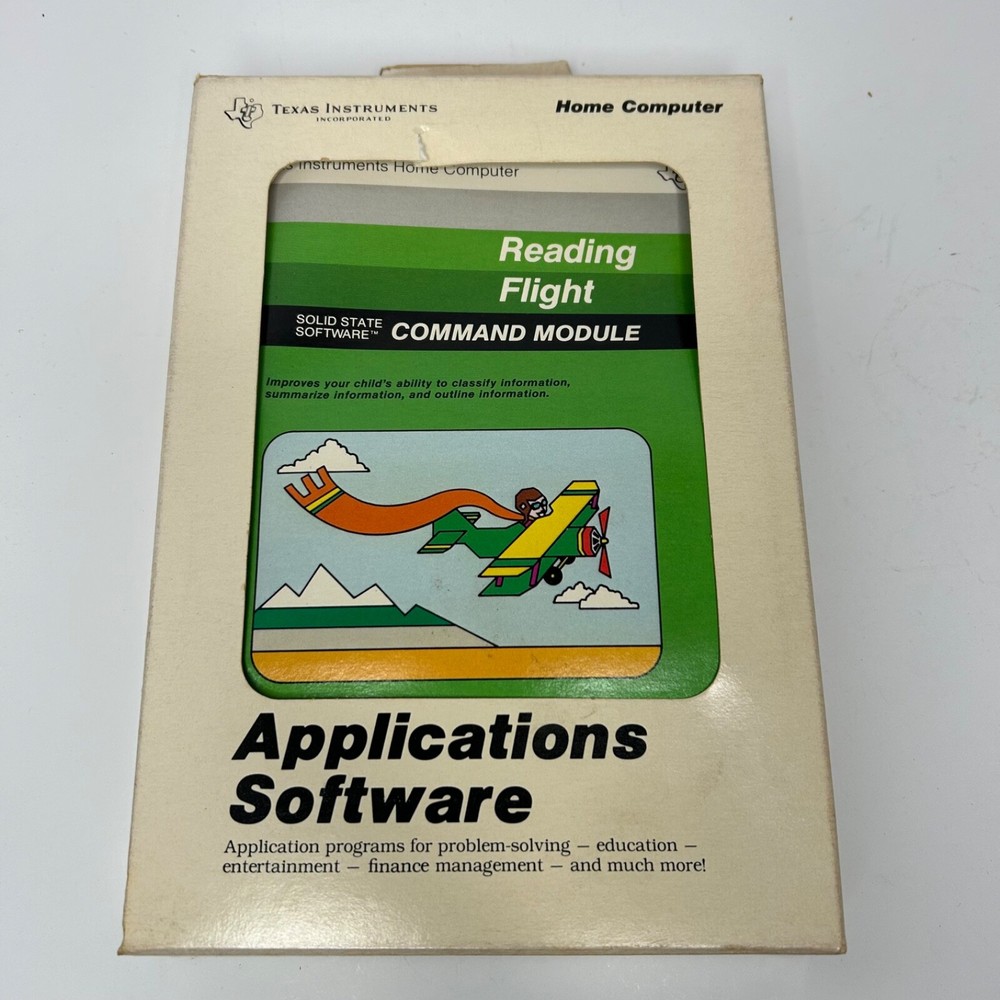 TEXAS INSTRUMENTS
INCORPORATED
Home Computer
s Instruments Home Computer
Reading
Flight
SOLID STATE
SOFTWARE™
COMMAND MODULE
Improves your child's ability to classify information,
summarize information, and outline information.
Applications
Software
Application programs for problem-solving — education —
entertainment — finance management — and much more!